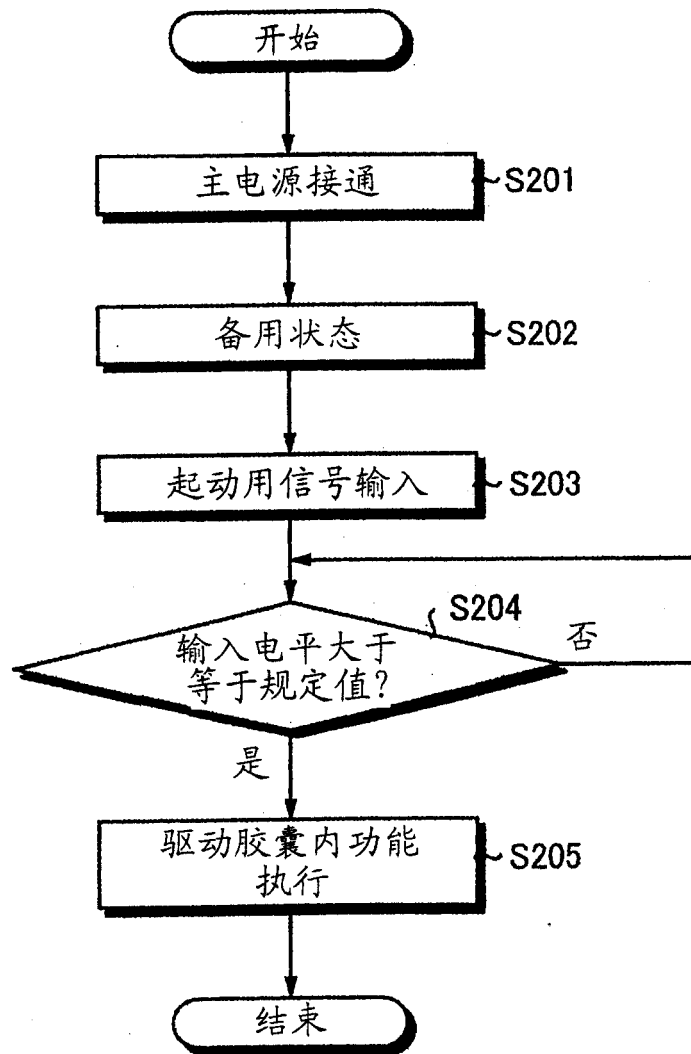 开始
主电源接通
S201
备用状态
S202
起动用信号输入
S203
S204
输入电平大于
等于规定值?
否
是
驱动胶囊内功能
执行
S205
结束